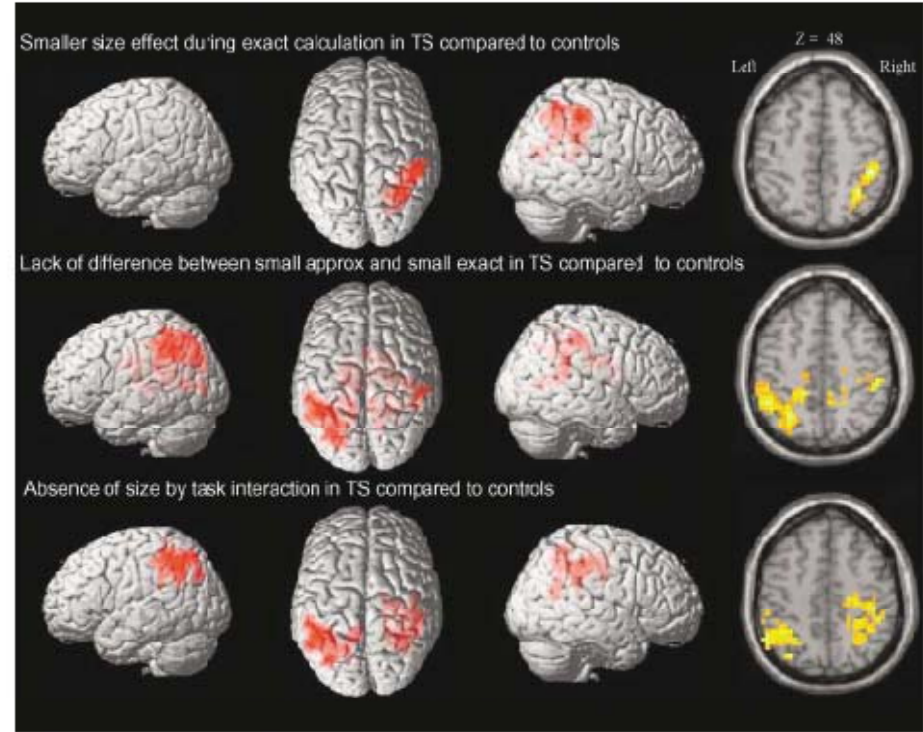 Smaller size effect during exact calculation in TS compared to controls
Z = 48
Left
Right
Lack of difference between small approx and small exact in TS compared to controls
Absence of size by task interaction in TS compared to controls